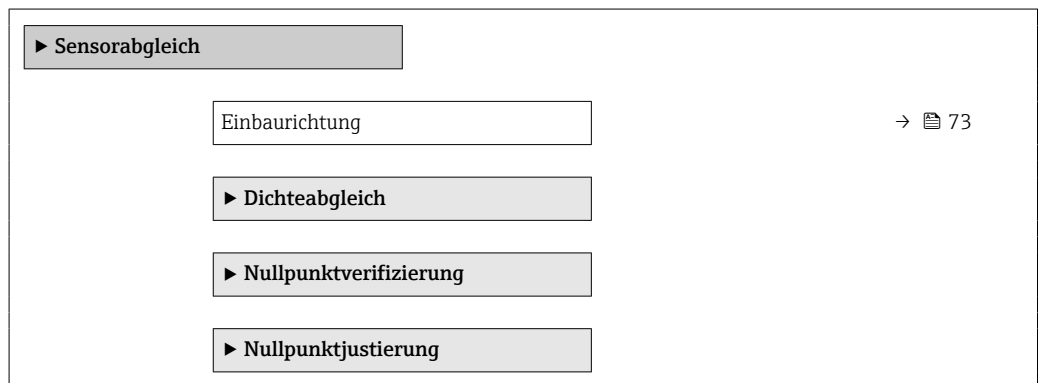 ▶ Sensorabgleich
Einbaurichtung → 🖹 73
▶ Dichteabgleich
▶ Nullpunktverifizierung
▶ Nullpunktjustierung